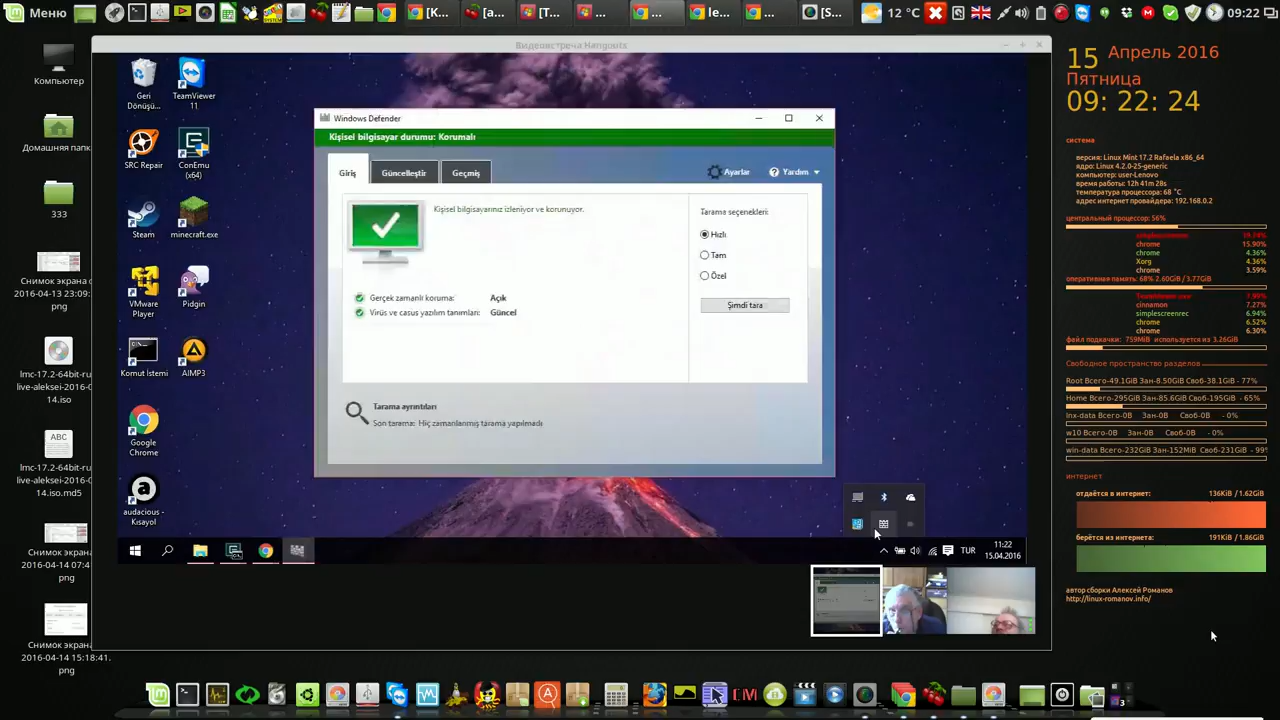 Меню
[K...
[a...
[T...
...
...
le...
...
[S...
12 °C
09:22
Видеовстреча Hangouts
Компьютер
Домашняя папк
333
Снимок экрана о
2016-04-13 23:09:
png
lmc-17.2-64bit-ru
live-aleksei-2016-0
14.iso
ABC
lmc-17.2-64bit-ru
live-aleksei-2016-0
14.iso.md5
Снимок экрана
2016-04-14 07:4
png
Снимок экрана
2016-04-14 15:18:41.
png
Geri
Dönüşü...
TeamViewer
11
SRC Repair
ConEmu
(x64)
Steam
minecraft.exe
VMware
Player
Pidgin
Komut İstemi
AIMP3
Google
Chrome
audacious -
Kısayol
Windows Defender
Kişisel bilgisayar durumu: Korumalı
Giriş
Güncelleştir
Geçmiş
Ayarlar
Yardım
Kişisel bilgisayarınız izleniyor ve korunuyor.
Tarama seçenekleri:
Hızlı
Tam
Özel
Şimdi tara
Gerçek zamanlı koruma:
Açık
Virüs ve casus yazılım tanımları:
Güncel
Tarama ayrıntıları
Son tarama: Hiç zamanlanmış tarama yapılmadı
TUR
11:22
15.04.2016
15 Апрель 2016
Пятница
09: 22: 24
система
версия: Linux Mint 17.2 Rafaela x86_64
ядро: Linux 4.2.0-25-generic
компьютер: user-Lenovo
время работы: 12h 41m 28s
температура процессора: 68 °C
адрес интернет провайдера: 192.168.0.2
центральный процессор: 56%
19.74%
chrome 15.90%
chrome 4.36%
Xorg 4.36%
chrome 3.59%
оперативная память: 68% 2.60GiB / 3.77GiB
7.99%
cinnamon 7.27%
simplescreenrec 6.94%
chrome 6.52%
chrome 6.30%
файл подкачки: 759MiB используется из 3.26GiB
Свободное пространство разделов
Root Всего-49.1GiB Зан-8.50GiB Своб-38.1GiB - 77%
Home Всего-295GiB Зан-85.6GiB Своб-195GiB - 65%
lnx-data Всего-0B Зан-0B Своб-0B - 0%
w10 Всего-0B Зан-0B Своб-0B - 0%
win-data Всего-232GiB Зан-152MiB Своб-231GiB - 99%
интернет
отдаётся в интернет: 136KiB / 1.62GiB
берётся из интернета: 191KiB / 1.86GiB
автор сборки Алексей Романов
http://linux-romanov.info/